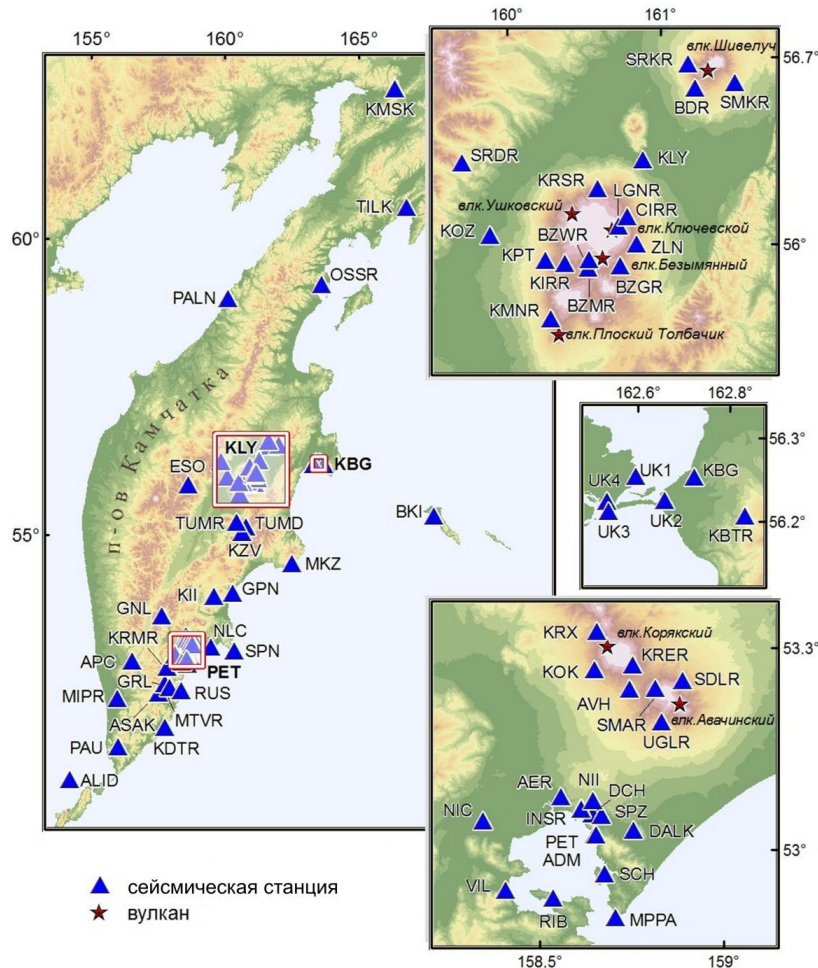 155°
160°
165°
60°
55°
KMSK
TILK
OSSR
PALN
п-ов Камчатка
KLY
KBG
ESO
TUMR
TUMD
KZV
BKI
MKZ
KII
GPN
GNL
KRMR
NLC
SPN
APC
PET
GRL
MIPR
RUS
ASAK
MTVR
PAU
KDTR
ALID
сейсмическая станция
вулкан
160°
161°
56.7°
56°
влк.Шивелуч
SRKR
BDR
SMKR
SRDR
KLY
KRSR
LGNR
влк.Ушковский
CIRR
KOZ
BZWR
влк.Ключевской
KPT
ZLN
KIRR
влк.Безымянный
BZMR
BZGR
KMNR
влк.Плоский Толбачик
162.6°
162.8°
56.3°
56.2°
UK1
KBG
UK4
UK3
UK2
KBTR
KRX
влк.Корякский
53.3°
KRER
KOK
SDLR
AVH
SMAR
влк.Авачинский
UGLR
NII
AER
DCH
NIC
INSR
SPZ
PET
DALK
ADM
53°
SCH
VIL
RIB
MPPA
158.5°
159°